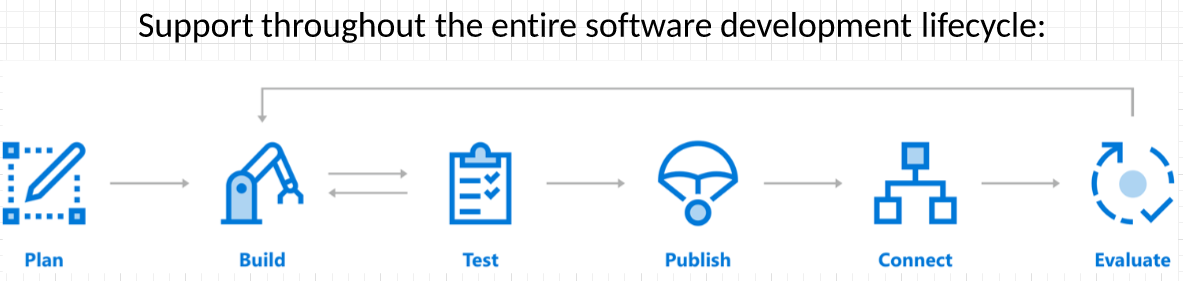 Support throughout the entire software development lifecycle:
Plan
Build
Test
Publish
Connect
Evaluate